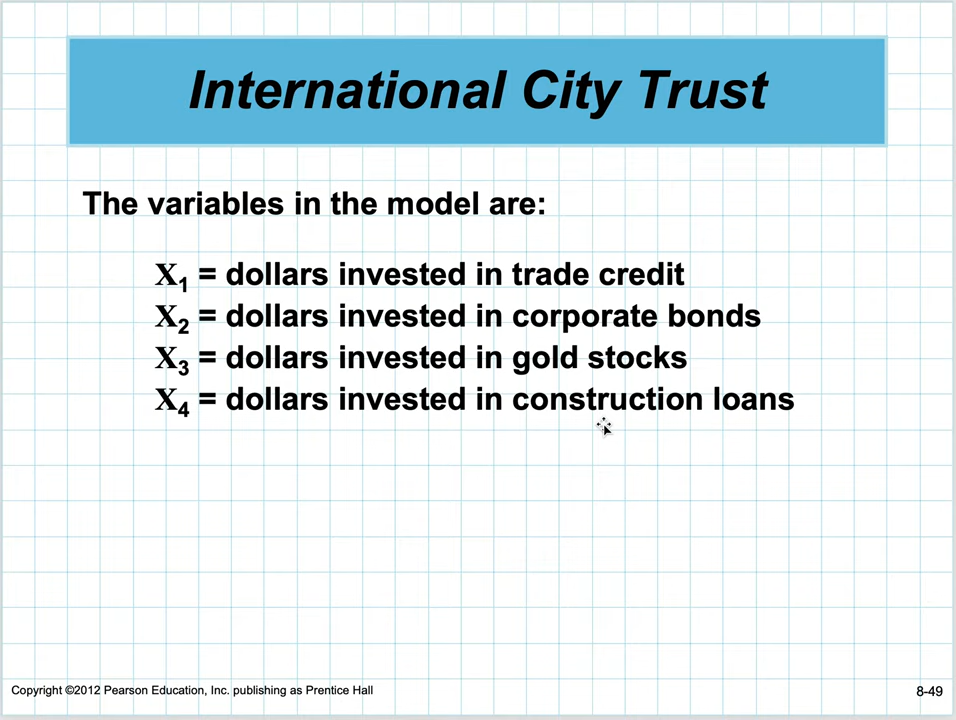 International City Trust
The variables in the model are:
X₁ = dollars invested in trade credit
X₂ = dollars invested in corporate bonds
X₃ = dollars invested in gold stocks
X₄ = dollars invested in construction loans
Copyright ©2012 Pearson Education, Inc. publishing as Prentice Hall
8-49